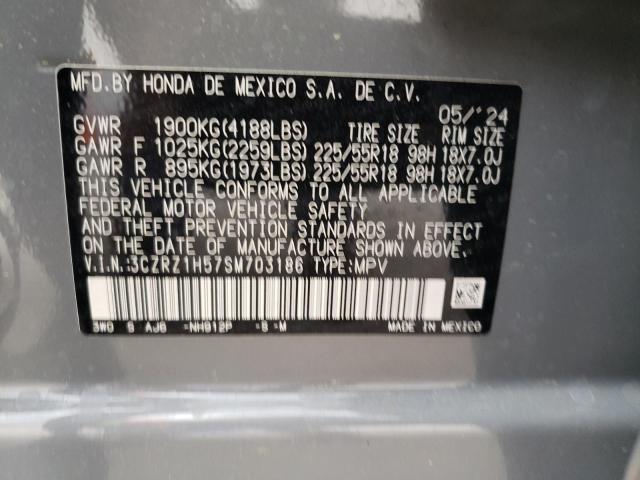 MFD.BY HONDA DE MEXICO S.A. DE C.V.
05/'24
GVWR 1900KG(4188LBS) TIRE SIZE RIM SIZE
GAWR F 1025KG(2259LBS) 225/55R18 98H 18X7.0J
GAWR R 895KG(1973LBS) 225/55R18 98H 18X7.0J
THIS VEHICLE CONFORMS TO ALL APPLICABLE
FEDERAL MOTOR VEHICLE SAFETY
AND THEFT PREVENTION STANDARDS IN EFFECT
ON THE DATE OF MANUFACTURE SHOWN ABOVE.
V.I.N.:3CZRZ1H57SM703186 TYPE:MPV
NH912P
MADE IN MEXICO